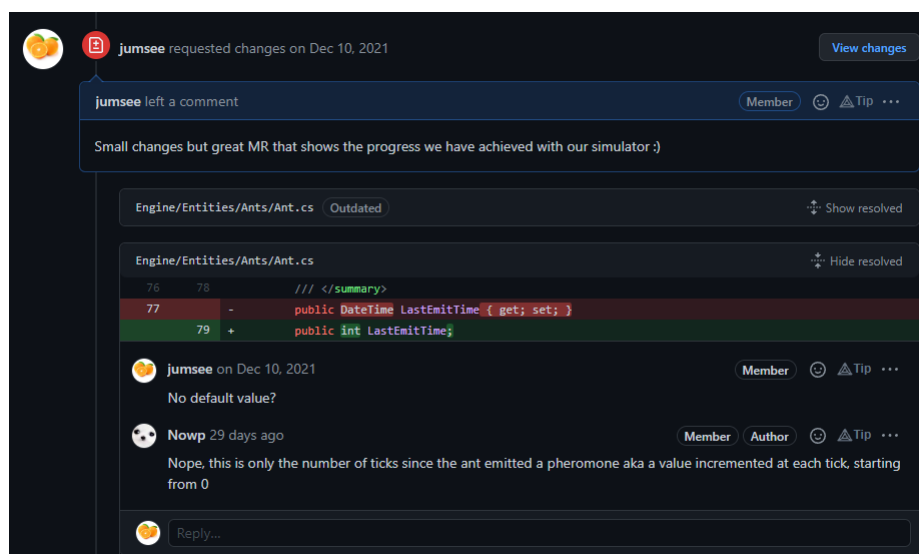 jumsee requested changes on Dec 10, 2021
View changes
jumsee left a comment
Member
Tip
Small changes but great MR that shows the progress we have achieved with our simulator :)
Engine/Entities/Ants/Ant.cs Outdated
Show resolved
Engine/Entities/Ants/Ant.cs
Hide resolved
76 78 /// </summary>
77 - public DateTime LastEmitTime { get; set; }
79 + public int LastEmitTime;
jumsee on Dec 10, 2021
Member
Tip
No default value?
Nowp 29 days ago
Member Author
Tip
Nope, this is only the number of ticks since the ant emitted a pheromone aka a value incremented at each tick, starting
from 0
Reply...